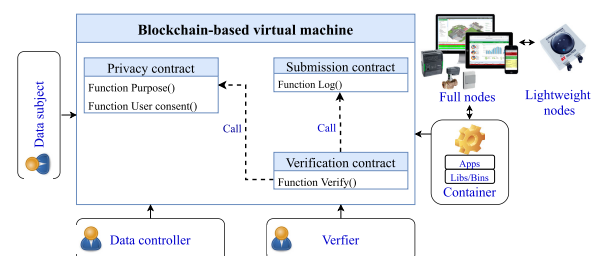 Blockchain-based virtual machine
Privacy contract
Function Purpose()
Function User consent()
Submission contract
Function Log()
Call
Call
Verification contract
Function Verify()
Data subject
Full nodes
Lightweight
nodes
Apps
Libs/Bins
Container
Data controller
Verfier